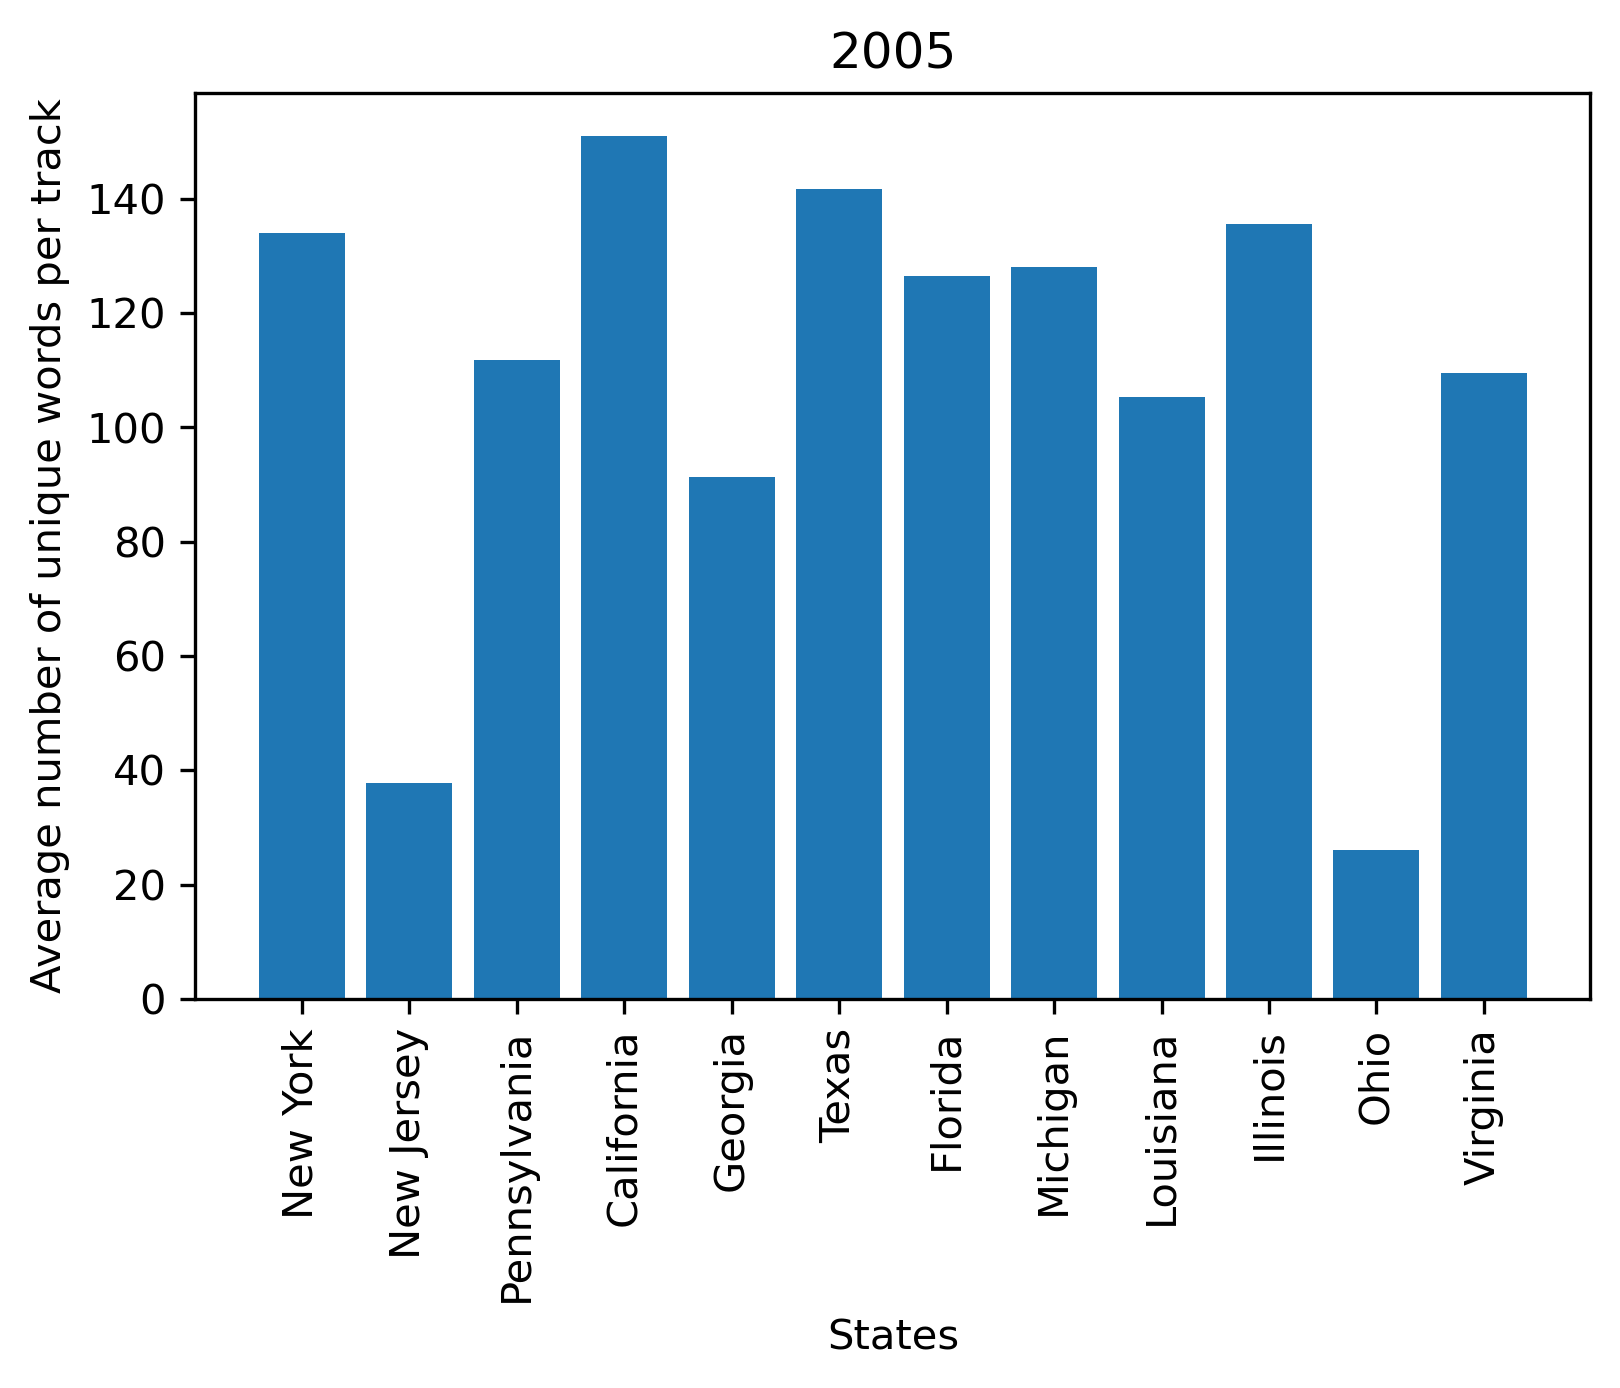 2005
Average number of unique words per track
140
120
100
80
60
40
20
0
New York
New Jersey
Pennsylvania
California
Georgia
Texas
Florida
Michigan
Louisiana
Illinois
Ohio
Virginia
States